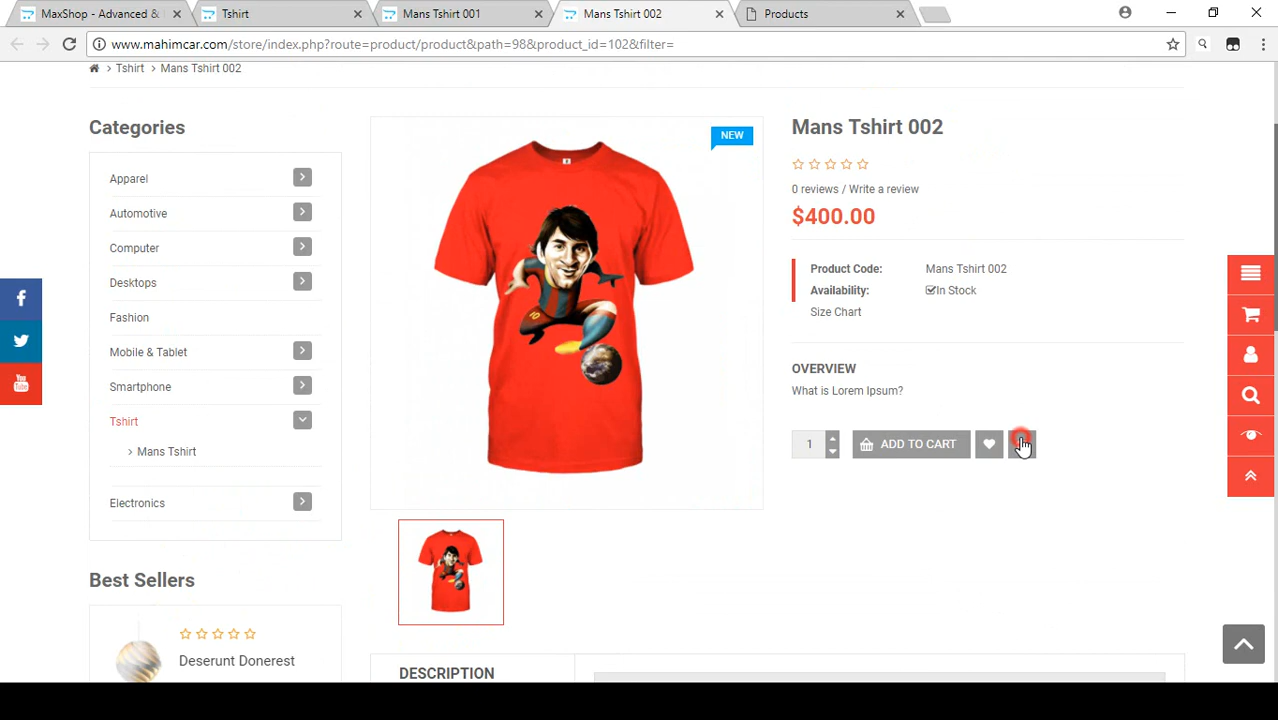 MaxShop - Advanced &
Tshirt
Mans Tshirt 001
Mans Tshirt 002
Products
www.mahimcar.com/store/index.php?route=product/product&path=98&product_id=102&filter=
Tshirt > Mans Tshirt 002
Categories
Apparel
Automotive
Computer
Desktops
Fashion
Mobile & Tablet
Smartphone
Tshirt
> Mans Tshirt
Electronics
Best Sellers
Deserunt Donerest
NEW
10
Mans Tshirt 002
0 reviews / Write a review
$400.00
Product Code: Mans Tshirt 002
Availability: In Stock
Size Chart
OVERVIEW
What is Lorem Ipsum?
1 ADD TO CART
DESCRIPTION
You Tube